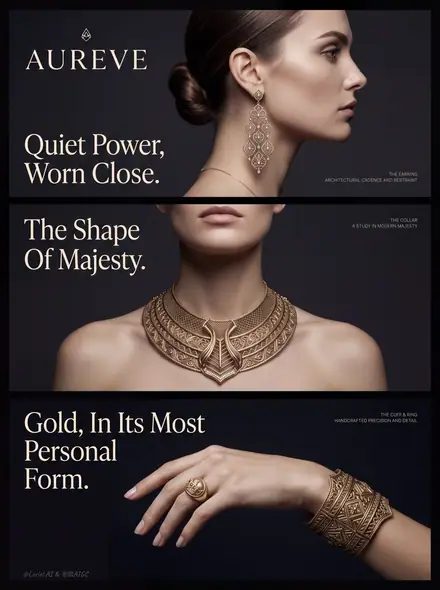 AUREVE
Quiet Power,
Worn Close.
THE EARRING
ARCHITECTURAL CADENCE AND RESTRAINT
The Shape
Of Majesty.
THE COLLAR
A STUDY IN MODERN MAJESTY
Gold, In Its Most
Personal
Form.
THE CUFF & RING
HANDCRAFTED PRECISION AND DETAIL